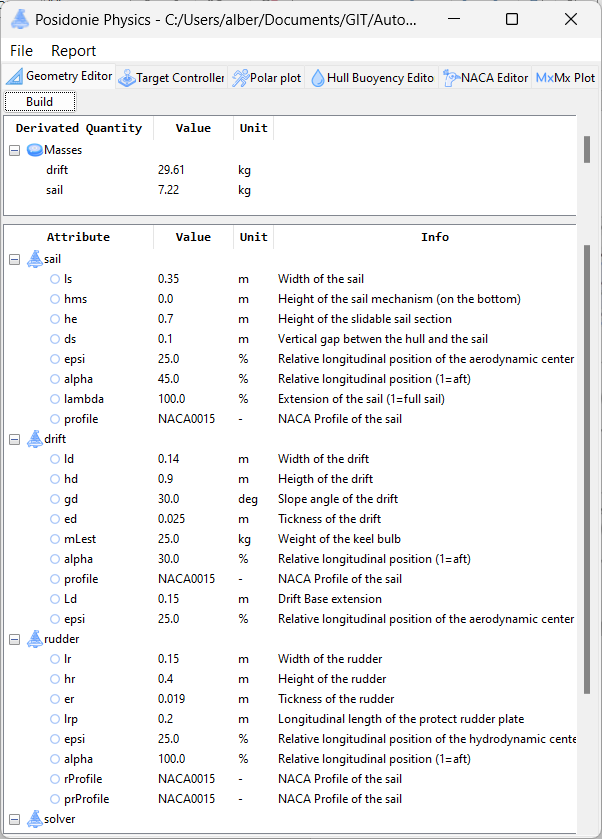 Posidonie Physics - C:/Users/alber/Documents/GIT/Auto...
File Report
Geometry Editor Target Controller Polar plot Hull Buoyency Edito NACA Editor MxMx Plot
Build
Derivated Quantity Value Unit
Masses
drift 29.61 kg
sail 7.22 kg
Attribute Value Unit Info
sail
ls 0.35 m Width of the sail
hms 0.0 m Height of the sail mechanism (on the bottom)
he 0.7 m Height of the slidable sail section
ds 0.1 m Vertical gap betwen the hull and the sail
epsi 25.0 % Relative longitudinal position of the aerodynamic center
alpha 45.0 % Relative longitudinal position (1=aft)
lambda 100.0 % Extension of the sail (1=full sail)
profile NACA0015 - NACA Profile of the sail
drift
ld 0.14 m Width of the drift
hd 0.9 m Heigth of the drift
gd 30.0 deg Slope angle of the drift
ed 0.025 m Tickness of the drift
mLest 25.0 kg Weight of the keel bulb
alpha 30.0 % Relative longitudinal position (1=aft)
profile NACA0015 - NACA Profile of the sail
Ld 0.15 m Drift Base extension
epsi 25.0 % Relative longitudinal position of the aerodynamic center
rudder
lr 0.15 m Width of the rudder
hr 0.4 m Height of the rudder
er 0.019 m Tickness of the rudder
lrp 0.2 m Longitudinal length of the protect rudder plate
epsi 25.0 % Relative longitudinal position of the hydrodynamic cente
alpha 100.0 % Relative longitudinal position (1=aft)
rProfile NACA0015 - NACA Profile of the sail
prProfile NACA0015 - NACA Profile of the sail
solver